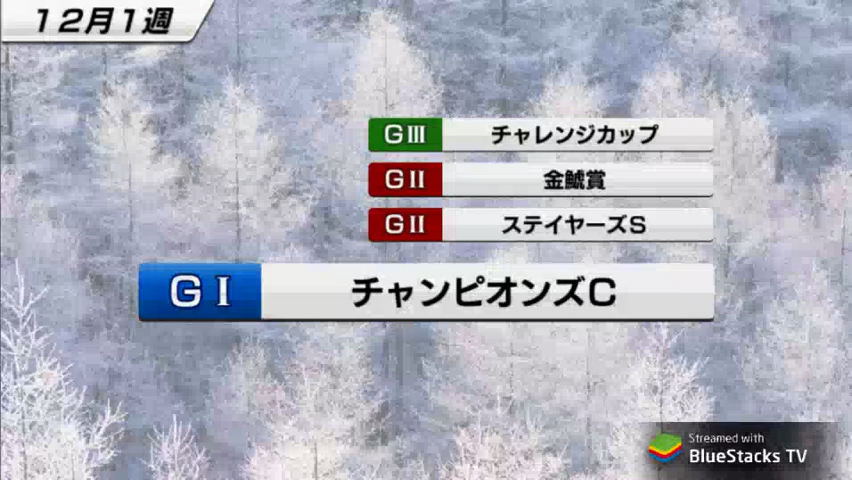 12月1週
GIII チャレンジカップ
GII 金鯱賞
GII ステイヤーズS
GI チャンピオンズC
Streamed with
BlueStacks TV